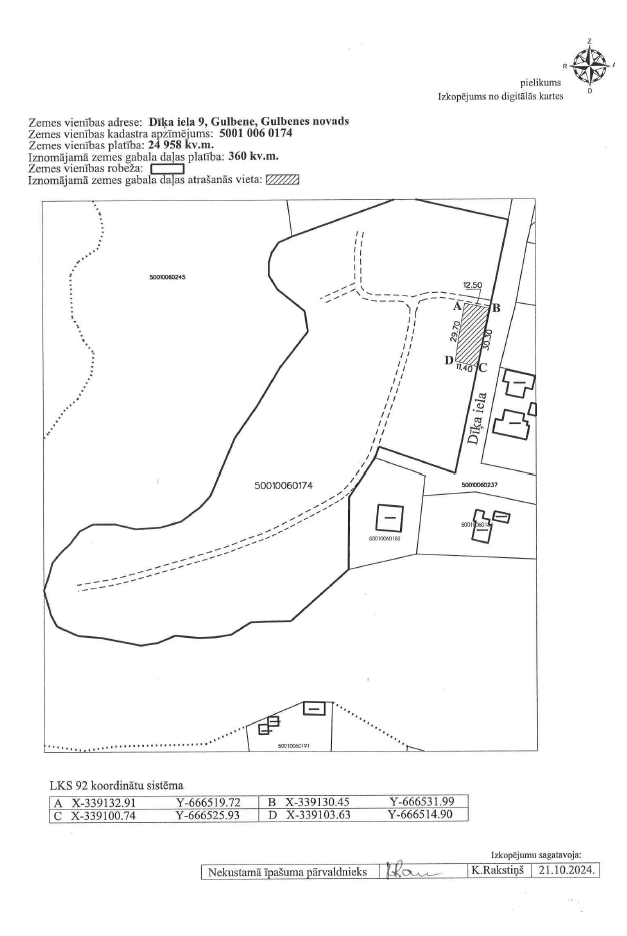 Z
R
A
D
pielikums
Izkopējums no digitālās kartes
Zemes vienības adrese: Dīķa iela 9, Gulbene, Gulbenes novads
Zemes vienības kadastra apzīmējums: 5001 006 0174
Zemes vienības platība: 24 958 kv.m.
Iznomājamā zemes gabala daļas platība: 360 kv.m.
Zemes vienības robeža:
Iznomājamā zemes gabala daļas atrašanās vieta:
50010060245
12.50
A B
29.70
30.30
D C
11.40
Dīķa iela
50010060174
50010060237
50010060183
50010060191
LKS 92 koordinātu sistēma
A X-339132.91 Y-666519.72 B X-339130.45 Y-666531.99
C X-339100.74 Y-666525.93 D X-339103.63 Y-666514.90
Izkopējumu sagatavoja:
Nekustamā īpašuma pārvaldnieks K.Rakstiņš 21.10.2024.